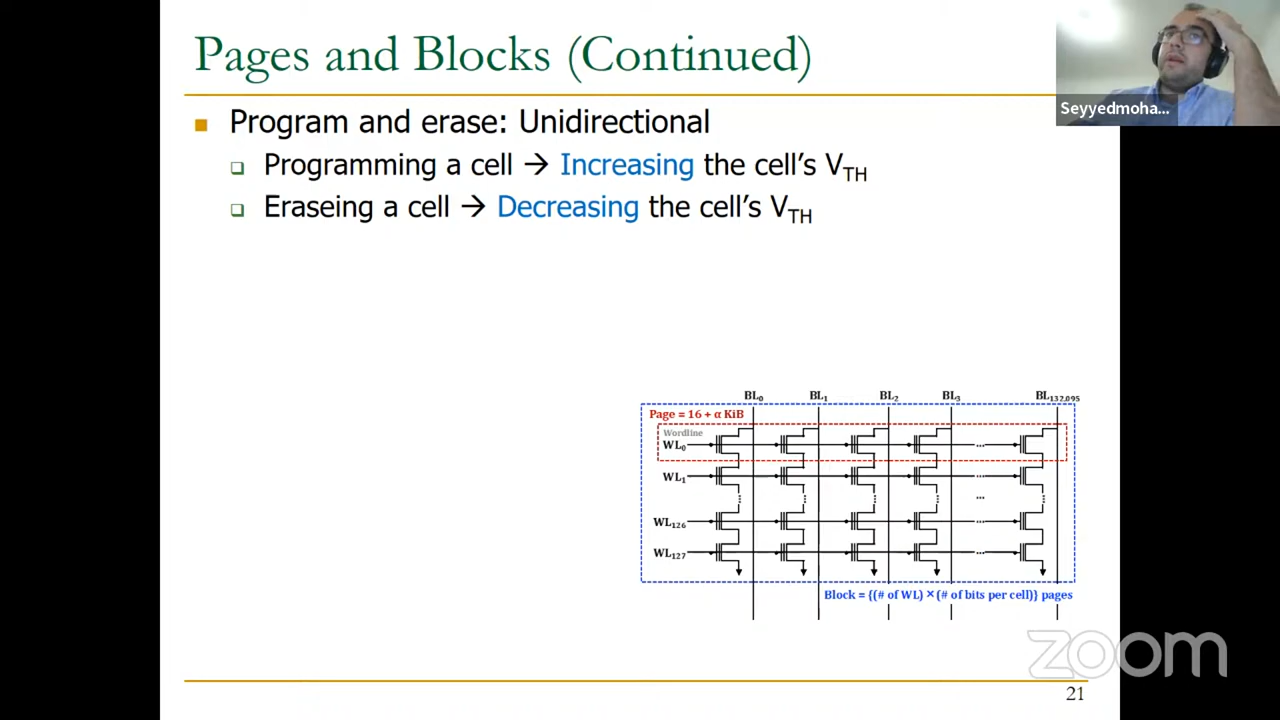 Pages and Blocks (Continued)
Seyyedmoha...
Program and erase: Unidirectional
Programming a cell → Increasing the cell's VTH
Eraseing a cell → Decreasing the cell's VTH
BL0 BL1 BL2 BL3 BL132,095
Page = 16 + α KiB
Wordline
WL0 ...
WL1 ...
... ... ... ... ... ...
WL126 ...
WL127 ...
Block = {(# of WL) × (# of bits per cell)} pages
zoom
21